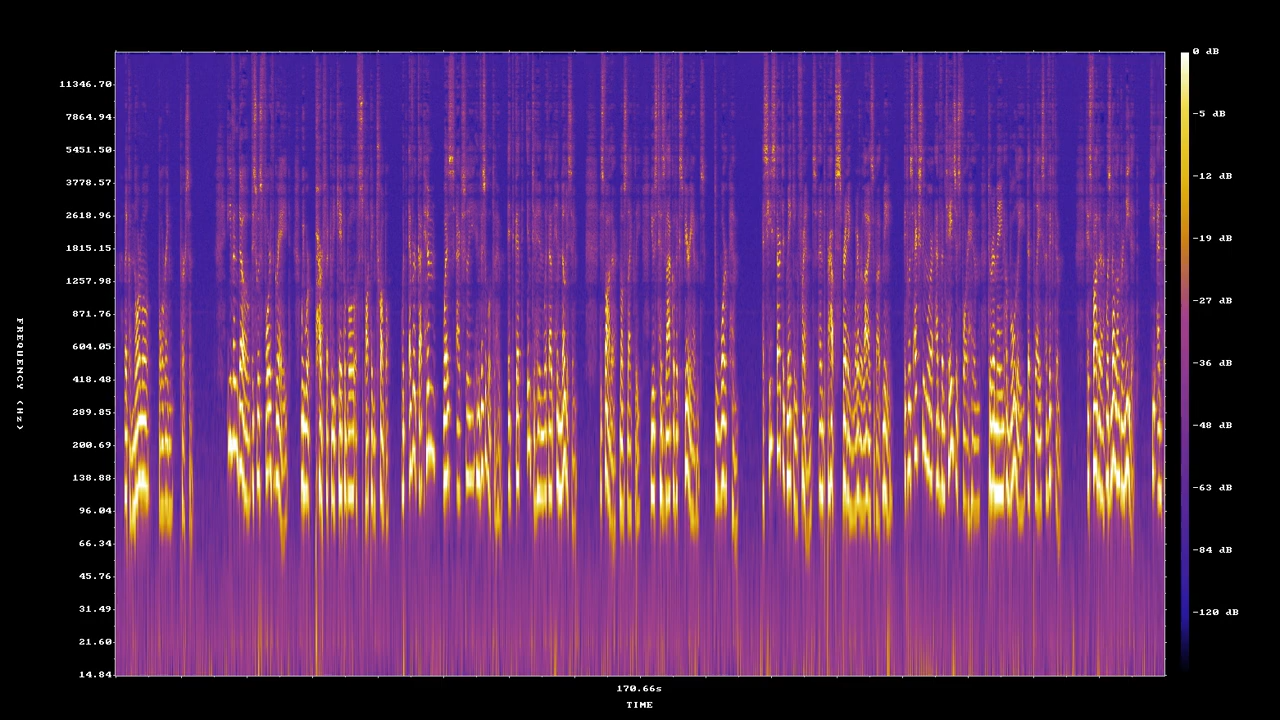 0 dB
11346.70
-5 dB
7864.94
5451.50
-12 dB
3778.57
2618.96
-19 dB
1815.15
1257.98
-27 dB
871.76
604.05
-36 dB
418.48
289.85
FREQUENCY (Hz)
-48 dB
200.69
138.88
-63 dB
96.04
66.34
-84 dB
45.76
31.49
-120 dB
21.60
14.84
170.66s
TIME